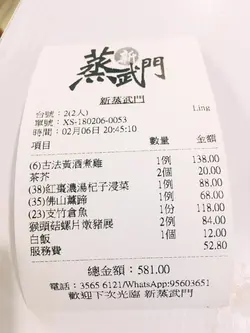 蒸新武門
新蒸武門
台號：2(2人) Ling
單號：XS-180206-0053
時間：02月06日 20:45:10
項目 數量 金額
(6)古法黃酒煮雞 1例 138.00
茶芥 2個 20.00
(38)紅棗濃湯杞子浸菜 1例 88.00
(35)佛山薰蹄 1例 68.00
(23)支竹倉魚 1份 118.00
猴頭菇螺片燉豬展 2個 84.00
白飯 1個 12.00
服務費 52.80
總金額：581.00
電話：3565 6121/WhatsApp:95603651
歡迎下次光臨 新蒸武門